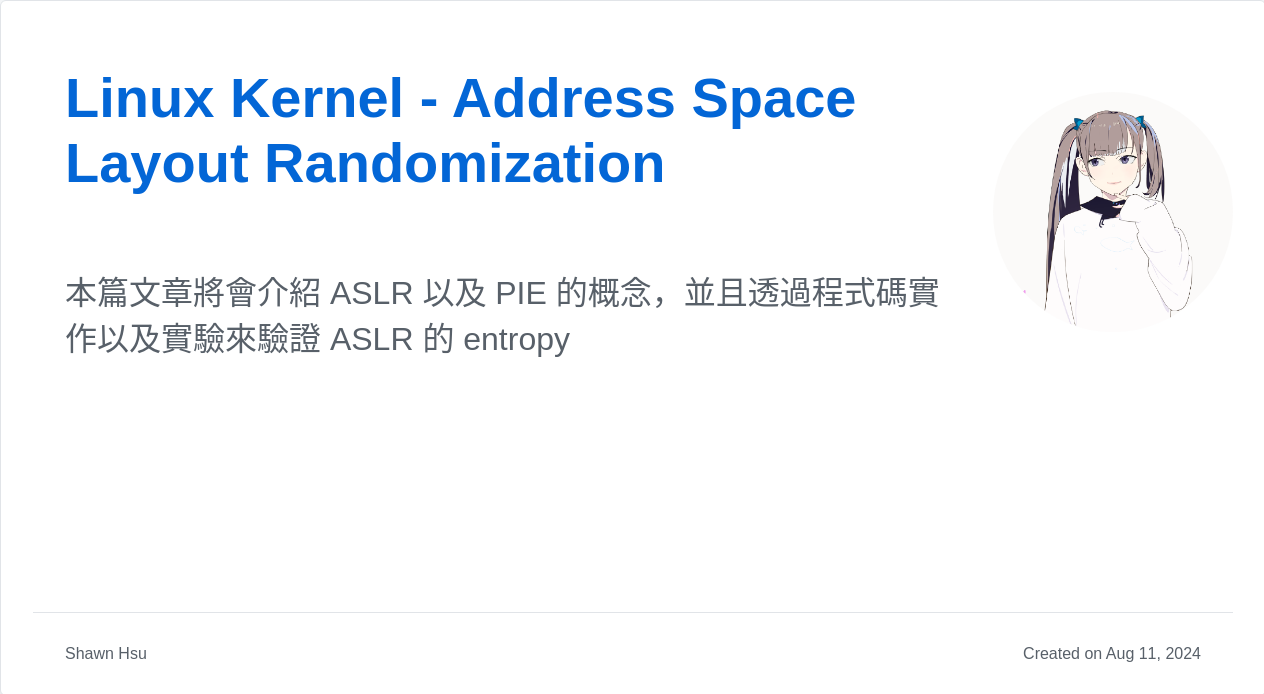 Linux Kernel - Address Space
Layout Randomization
本篇文章將會介紹 ASLR 以及 PIE 的概念，並且透過程式碼實
作以及實驗來驗證 ASLR 的 entropy
Shawn Hsu
Created on Aug 11, 2024